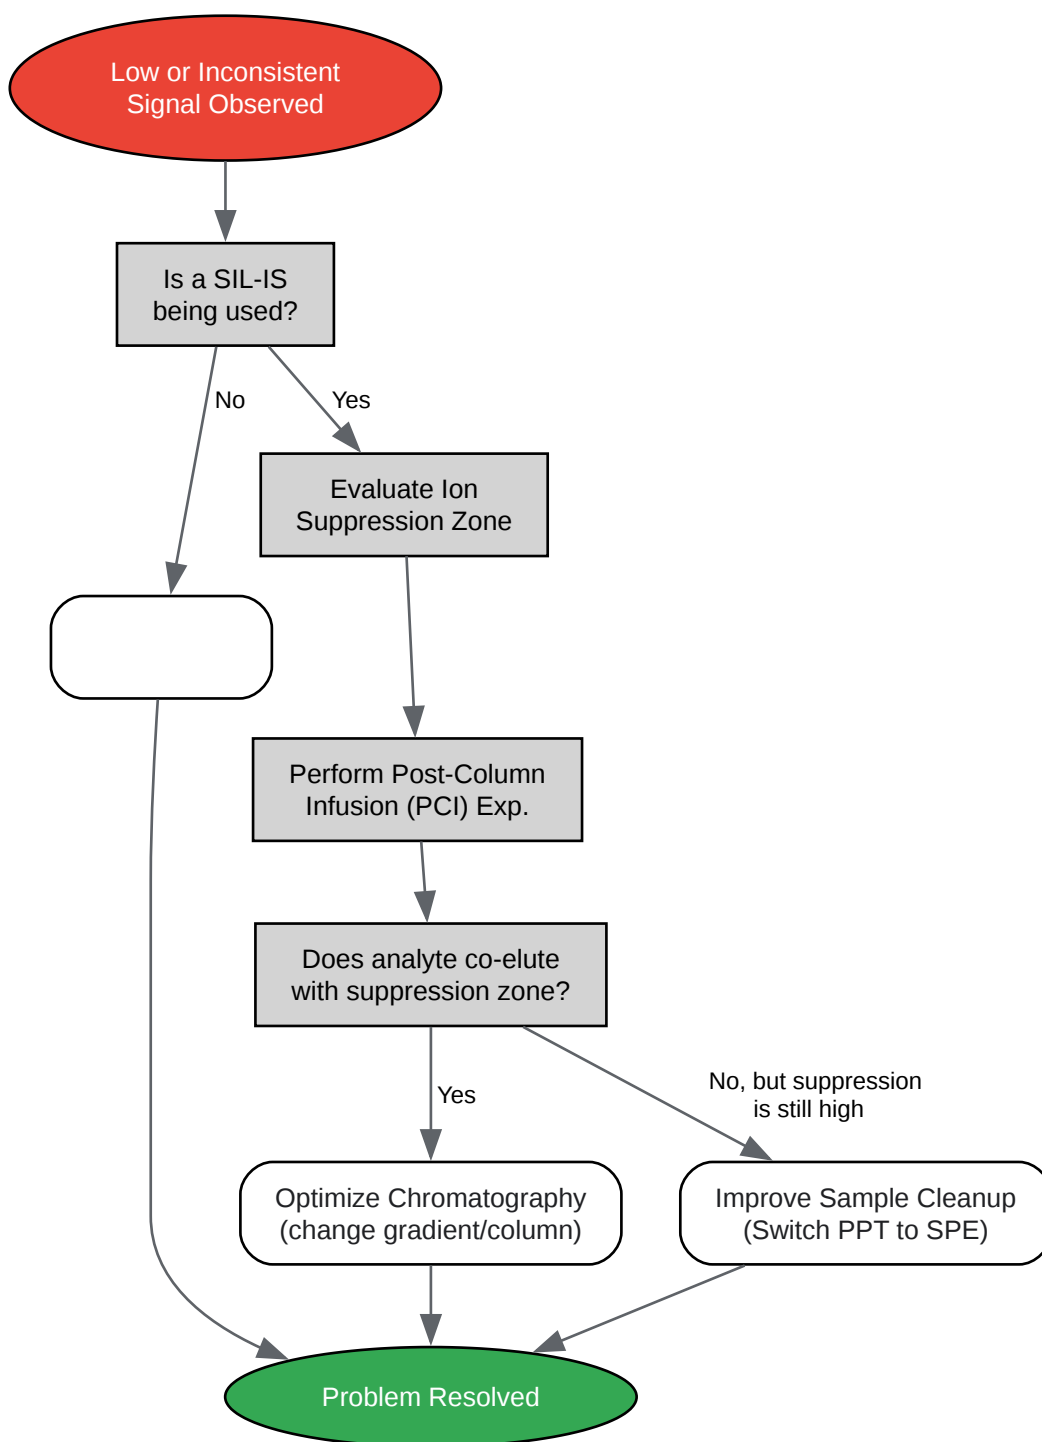 Low or Inconsistent
Signal Observed
Is a SIL-IS
being used?
No
Yes
Evaluate Ion
Suppression Zone
Perform Post-Column
Infusion (PCI) Exp.
Does analyte co-elute
with suppression zone?
Yes
No, but suppression
is still high
Optimize Chromatography
(change gradient/column)
Improve Sample Cleanup
(Switch PPT to SPE)
Problem Resolved